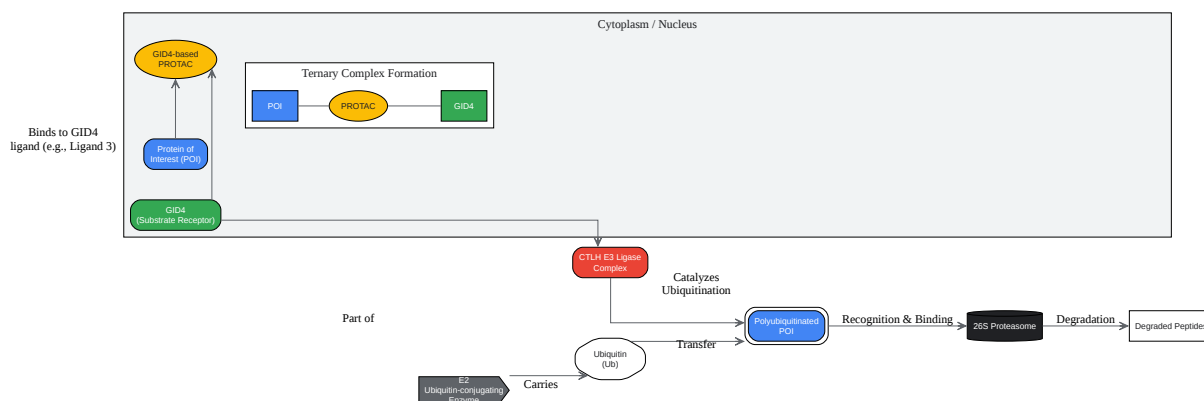 Cytoplasm / Nucleus
GID4-based
PROTAC
Ternary Complex Formation
POI
PROTAC
GID4
Binds to GID4
ligand (e.g., Ligand 3)
Protein of
Interest (POI)
GID4
(Substrate Receptor)
CTLH E3 Ligase
Complex
Catalyzes
Ubiquitination
Part of
Polyubiquitinated
POI
Recognition & Binding
26S Proteasome
Degradation
Degraded Peptides
Transfer
Ubiquitin
(Ub)
E2
Ubiquitin-conjugating
Enzyme
Carries